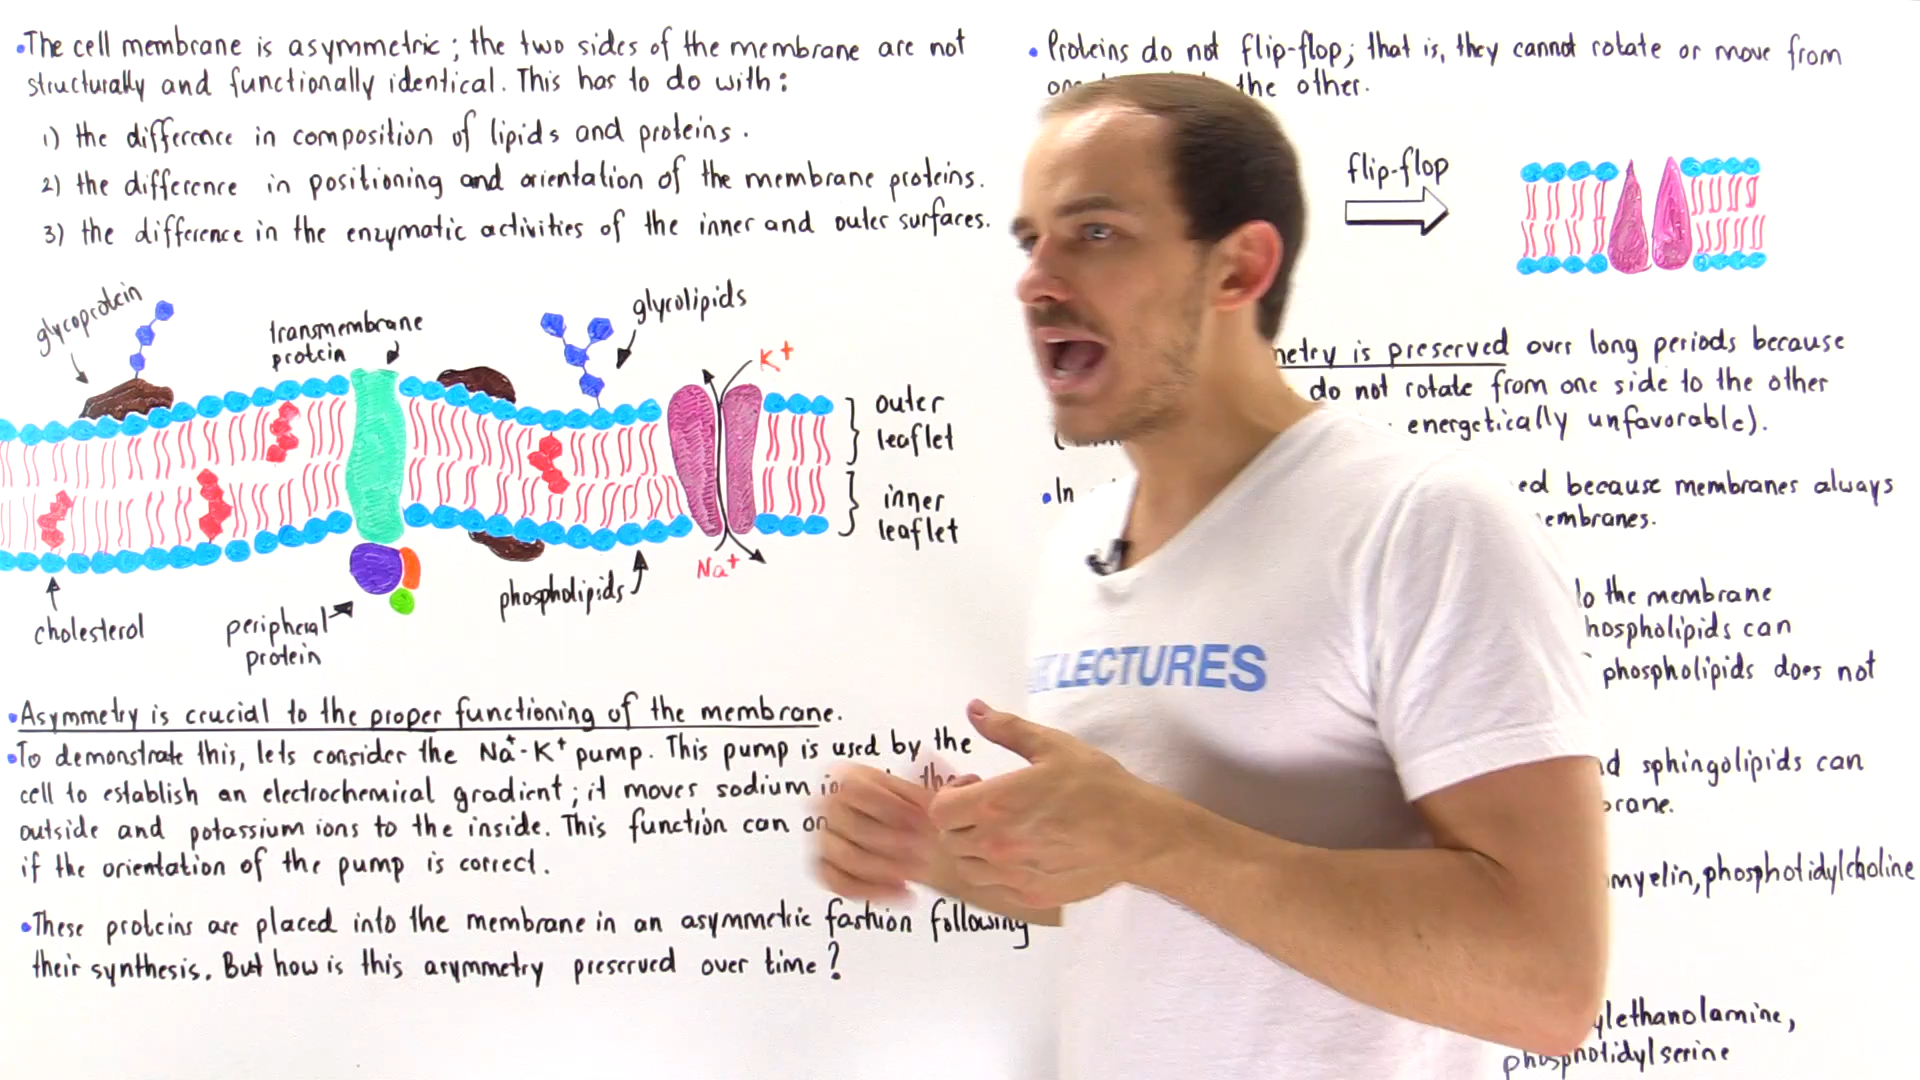 •The cell membrane is asymmetric; the two sides of the membrane are not
structurally and functionally identical. This has to do with:
1) the difference in composition of lipids and proteins.
2) the difference in positioning and orientation of the membrane proteins.
3) the difference in the enzymatic activities of the inner and outer surfaces.
glycoprotein
transmembrane
protein
glycolipids
K+
outer
leaflet
inner
leaflet
Na+
phospholipids
cholesterol
peripheral
protein
•Asymmetry is crucial to the proper functioning of the membrane.
•To demonstrate this, lets consider the Na+-K+ pump. This pump is used by the
cell to establish an electrochemical gradient; it moves sodium the
outside and potassium ions to the inside. This function can
if the orientation of the pump is correct.
•These proteins are placed into the membrane in an asymmetric fashion following
their synthesis. But how is this asymmetry preserved over time?
•Proteins do not flip-flop; that is, they cannot rotate or move from
the other.
flip-flop
is preserved over long periods because
do not rotate from one side to the other
energetically unfavorable).
•In because membranes always
the membrane
can
phospholipids does not
sphingolipids can
LECTURES